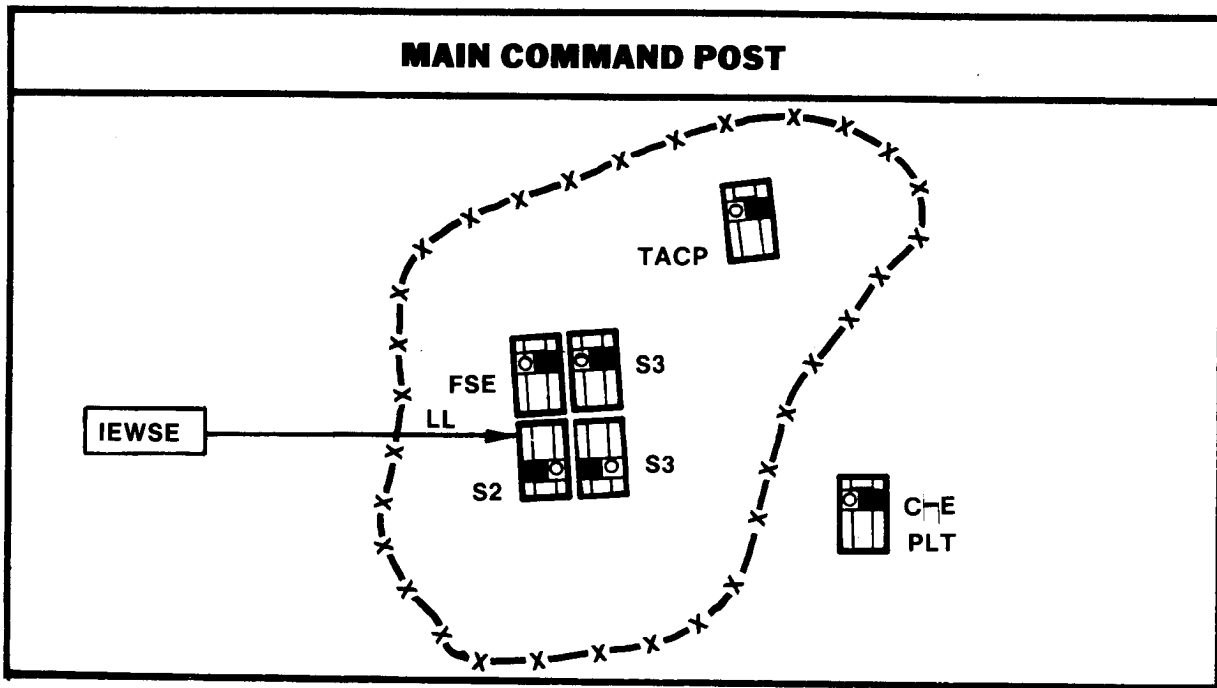 MAIN COMMAND POST
TACP
FSE
S3
IEWSE
LL
S2
S3
C-E
PLT